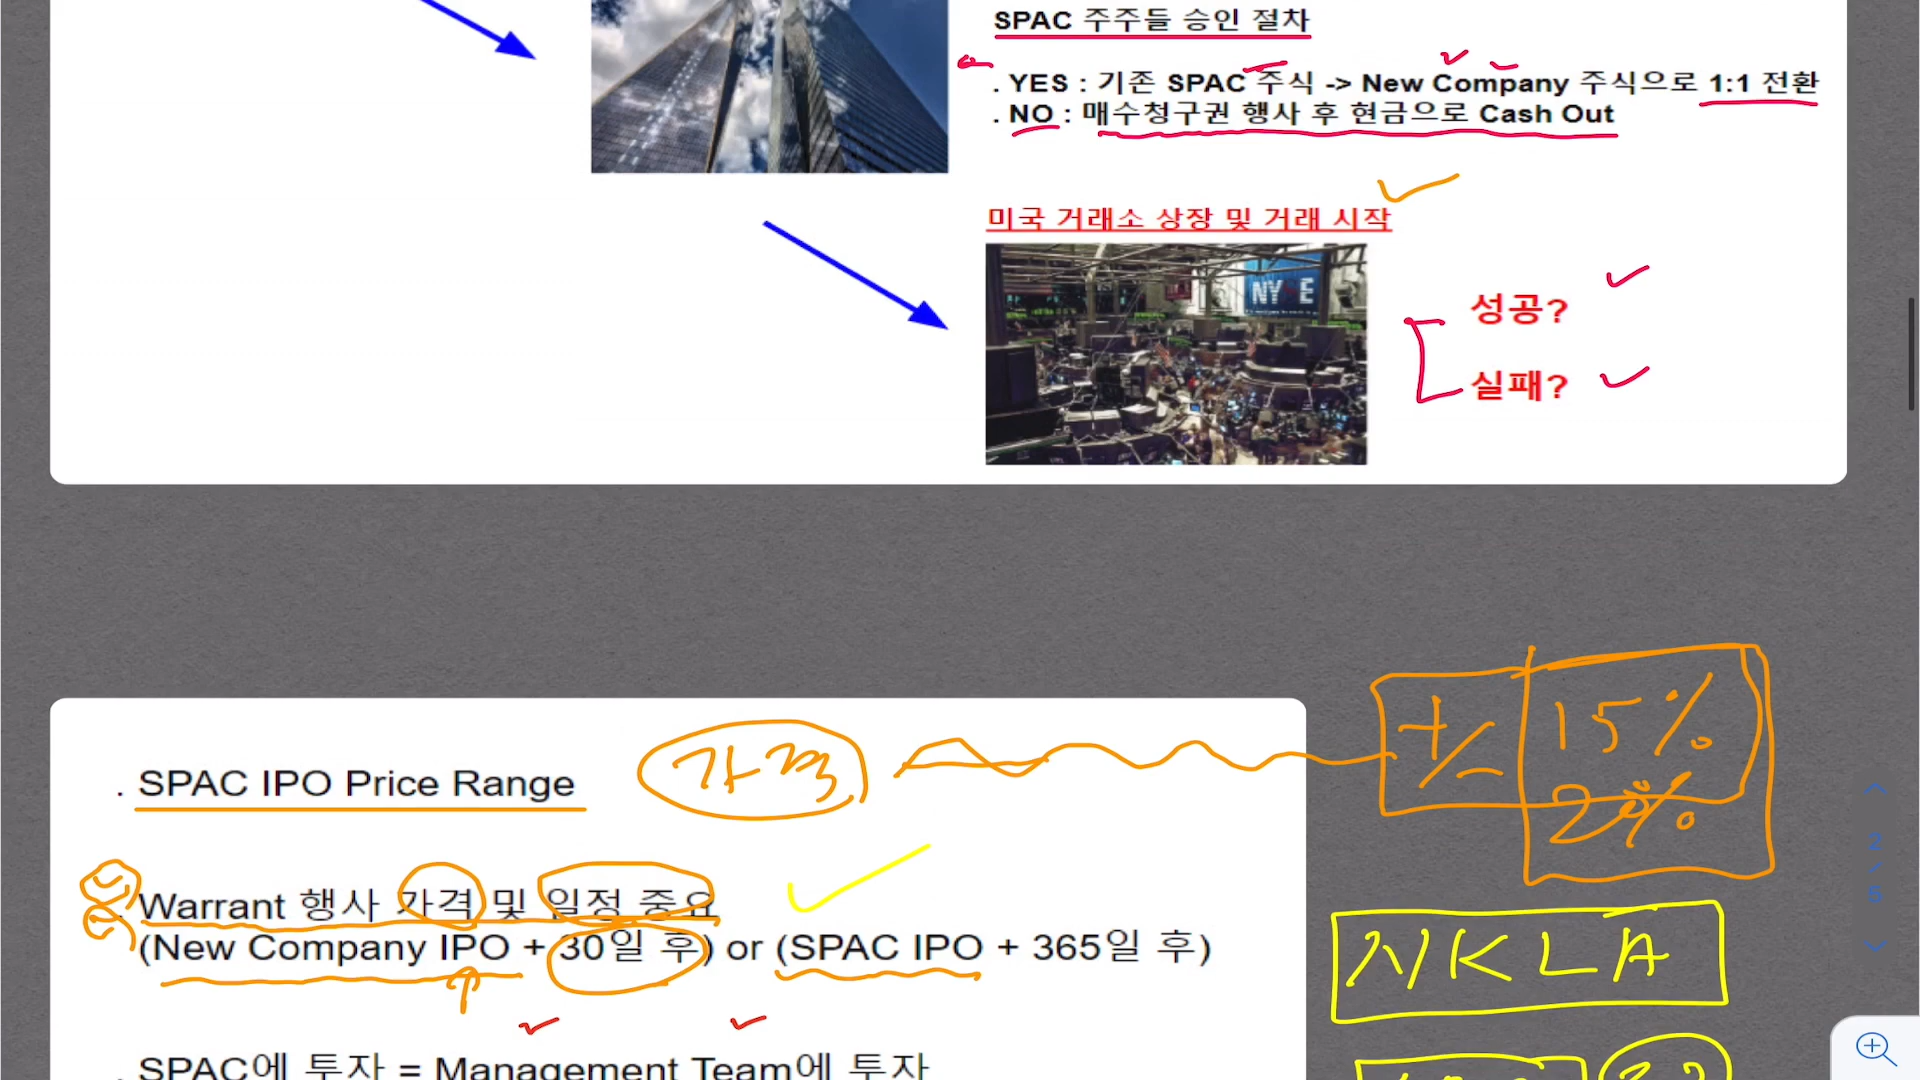 SPAC 주주들 승인 절차
. YES : 기존 SPAC 주식 -> New Company 주식으로 1:1 전환
. NO : 매수청구권 행사 후 현금으로 Cash Out
미국 거래소 상장 및 거래 시작
NYSE
성공?
실패?
. SPAC IPO Price Range
가격
+/- 15%
20%
. Warrant 행사 가격 및 일정 중요
(New Company IPO + 30일 후) or (SPAC IPO + 365일 후)
NKLA
. SPAC에 투자 = Management Team에 투자
2
/